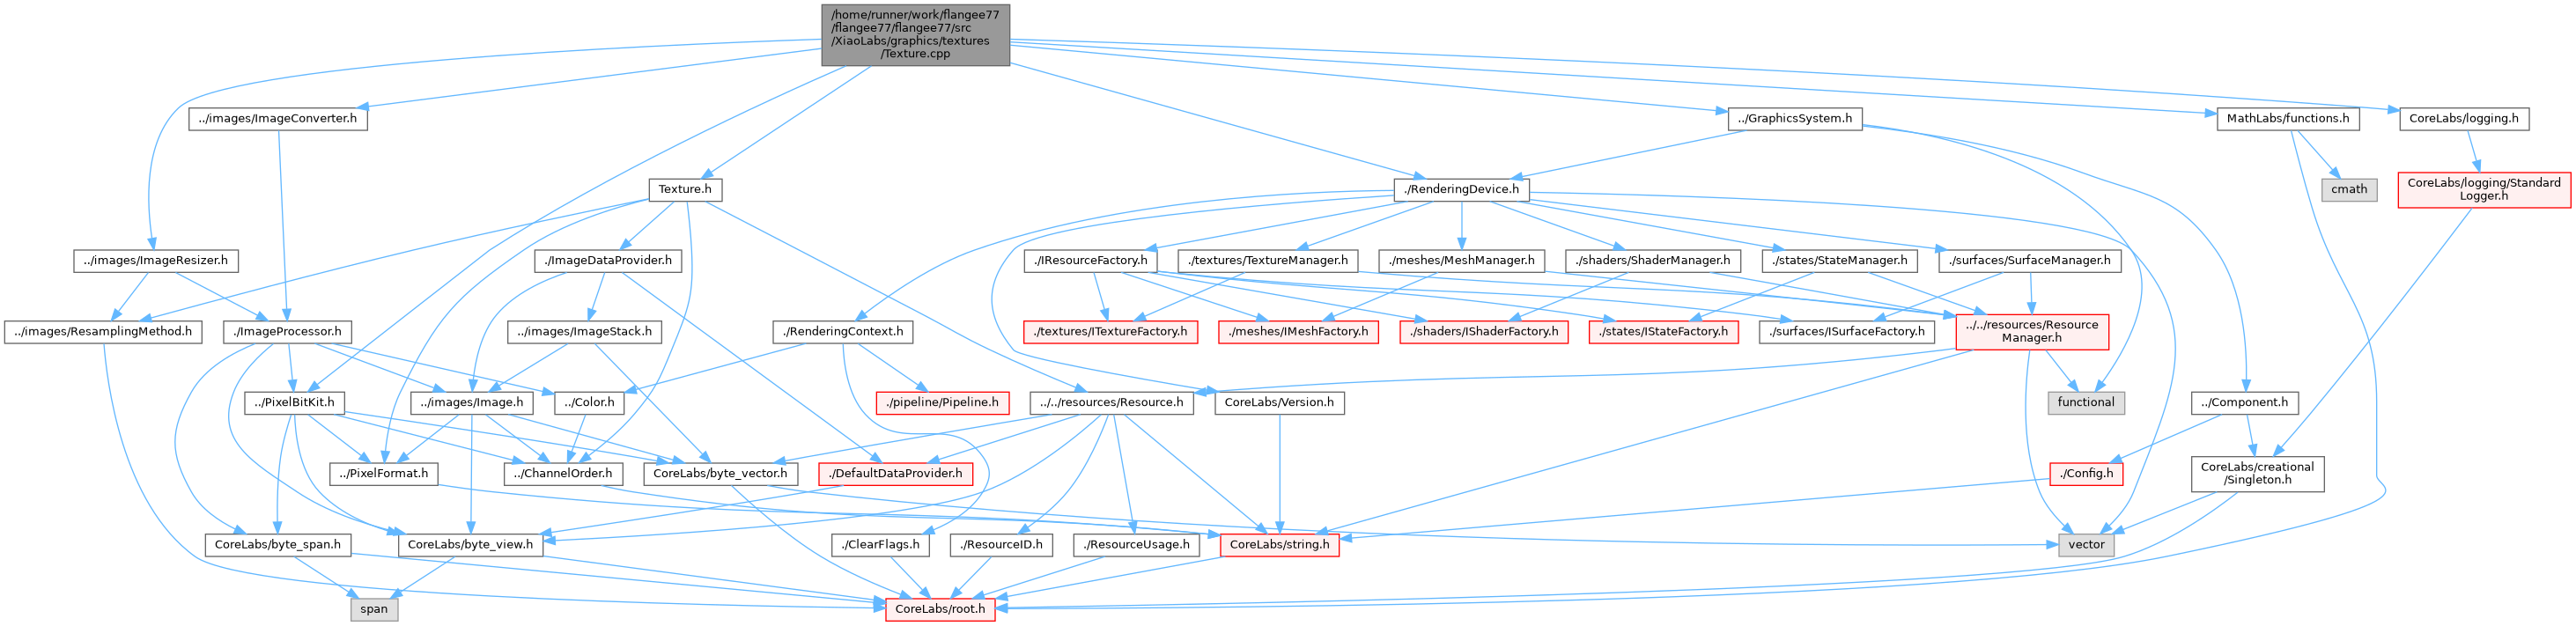 /home/runner/work/flangee77
/flangee77/flangee77/src
/XiaoLabs/graphics/textures
/Texture.cpp
../images/ImageConverter.h
../GraphicsSystem.h
MathLabs/functions.h
CoreLabs/logging.h
Texture.h
./RenderingDevice.h
cmath
CoreLabs/logging/Standard
Logger.h
../images/ImageResizer.h
./ImageDataProvider.h
./IResourceFactory.h
./textures/TextureManager.h
./meshes/MeshManager.h
./shaders/ShaderManager.h
./states/StateManager.h
./surfaces/SurfaceManager.h
../images/ResamplingMethod.h
./ImageProcessor.h
../images/ImageStack.h
./RenderingContext.h
./textures/ITextureFactory.h
./meshes/IMeshFactory.h
./shaders/IShaderFactory.h
./states/IStateFactory.h
./surfaces/ISurfaceFactory.h
../../resources/Resource
Manager.h
../PixelBitKit.h
../images/Image.h
../Color.h
./pipeline/Pipeline.h
../../resources/Resource.h
CoreLabs/Version.h
functional
../Component.h
../PixelFormat.h
../ChannelOrder.h
CoreLabs/byte_vector.h
./DefaultDataProvider.h
./Config.h
CoreLabs/creational
/Singleton.h
CoreLabs/byte_span.h
CoreLabs/byte_view.h
./ClearFlags.h
./ResourceID.h
./ResourceUsage.h
CoreLabs/string.h
vector
span
CoreLabs/root.h